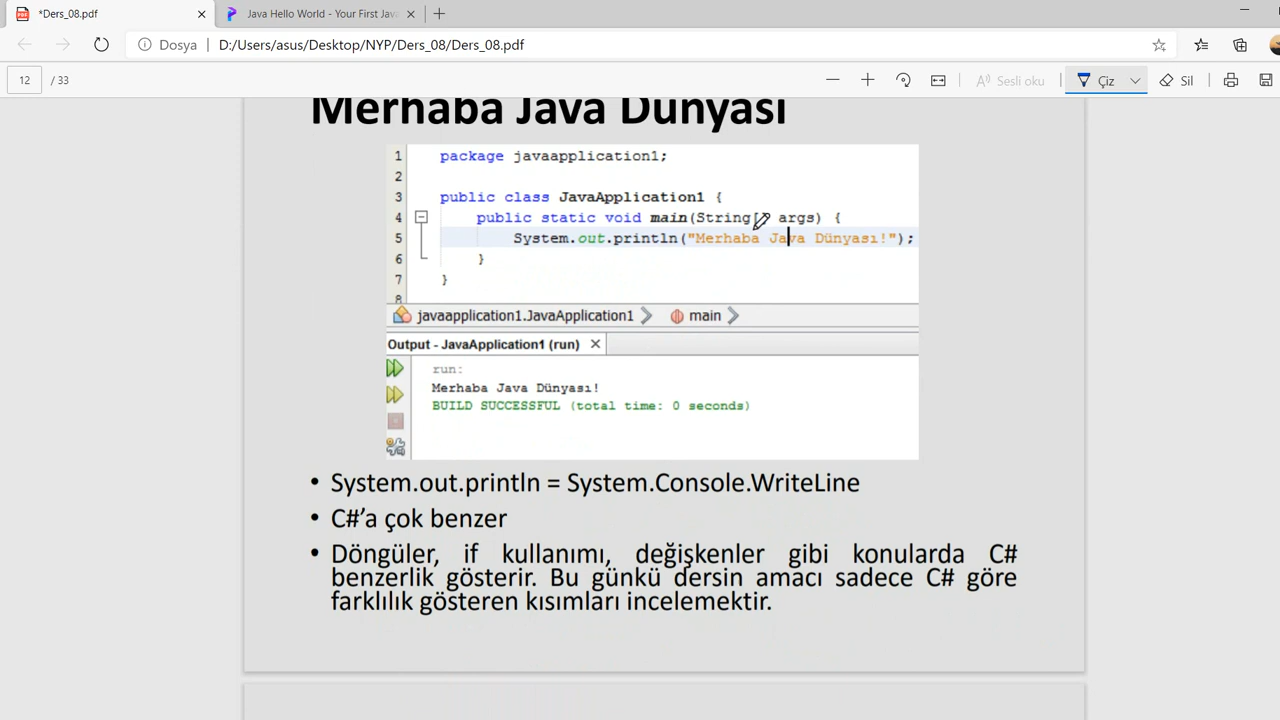 *Ders_08.pdf
Java Hello World - Your First Jav
Dosya
D:/Users/asus/Desktop/NYP/Ders_08/Ders_08.pdf
12 / 33
Sesli oku
Çiz
Sil
Merhaba Java Dünyası
1 package javaapplication1;
2
3 public class JavaApplication1 {
4 public static void main(String[] args) {
5 System.out.println("Merhaba Java Dünyası!");
6 }
7 }
8
javaapplication1.JavaApplication1 main
Output - JavaApplication1 (run)
run:
Merhaba Java Dünyası!
BUILD SUCCESSFUL (total time: 0 seconds)
• System.out.println = System.Console.WriteLine
• C#’a çok benzer
• Döngüler, if kullanımı, değişkenler gibi konularda C#
benzerlik gösterir. Bu günkü dersin amacı sadece C# göre
farklılık gösteren kısımları incelemektir.